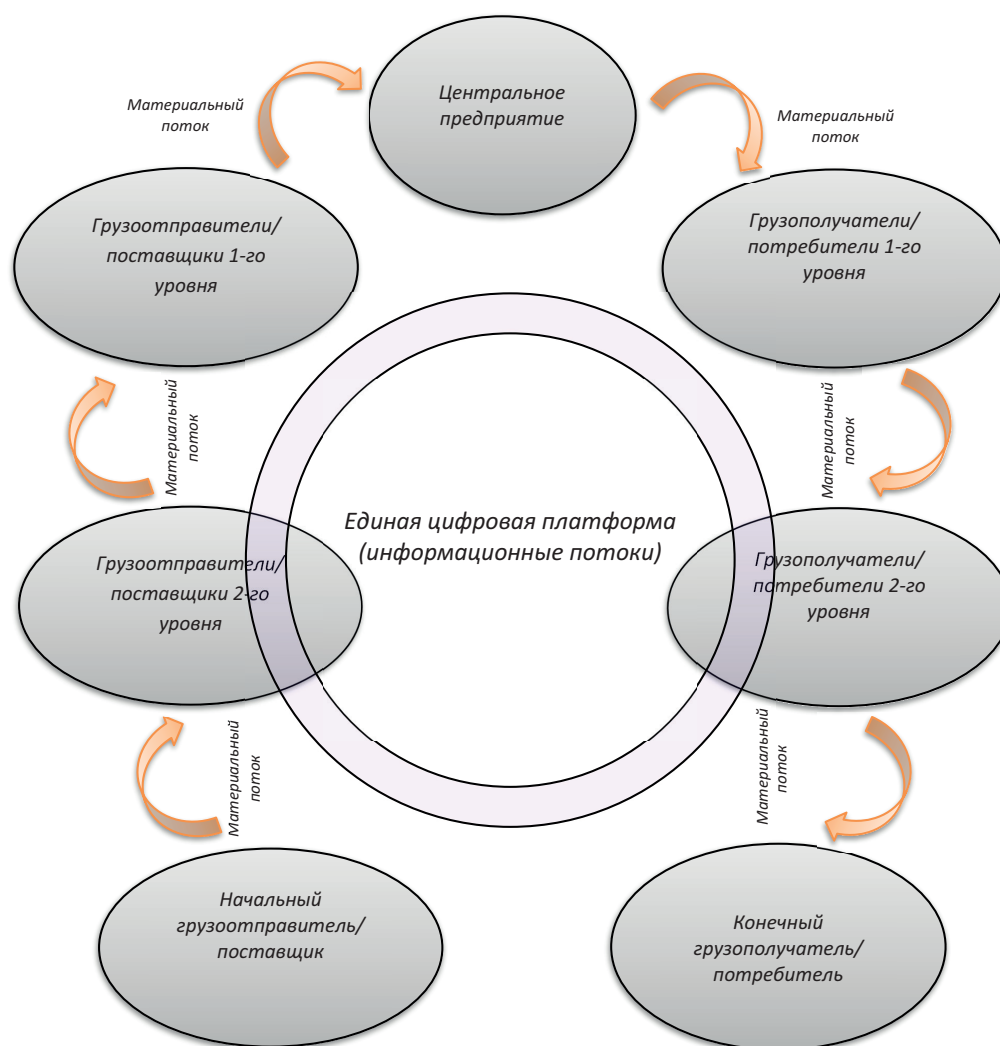 Центральное
предприятие
Материальный
поток
Материальный
поток
Грузоотправители/
поставщики 1-го
уровня
Грузополучатели/
потребители 1-го
уровня
Материальный
поток
Материальный
поток
Единая цифровая платформа
(информационные потоки)
Грузоотправители/
поставщики 2-го
уровня
Грузополучатели/
потребители 2-го
уровня
Материальный
поток
Материальный
поток
Начальный
грузоотправитель/
поставщик
Конечный
грузополучатель/
потребитель